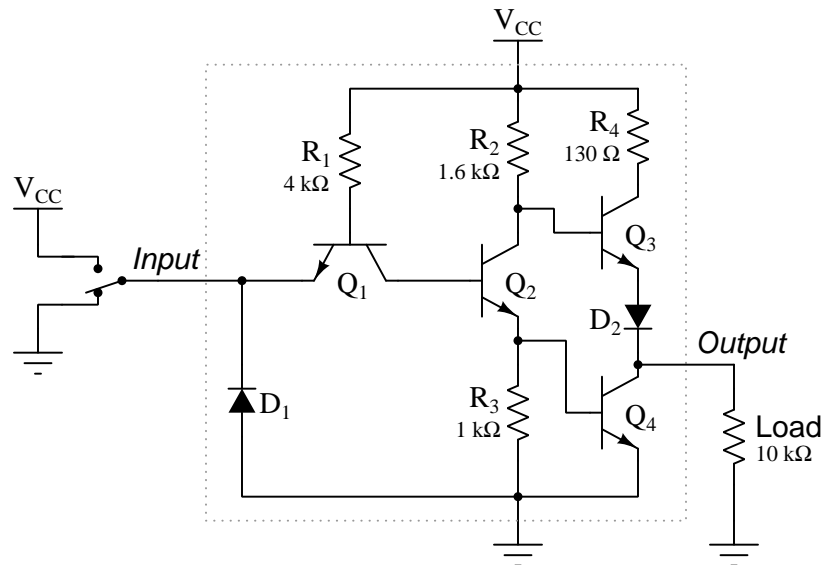 VCC
R1
4 kΩ
R2
1.6 kΩ
R4
130 Ω
VCC
Input
Q1
Q2
Q3
D2
Output
D1
R3
1 kΩ
Q4
Load
10 kΩ